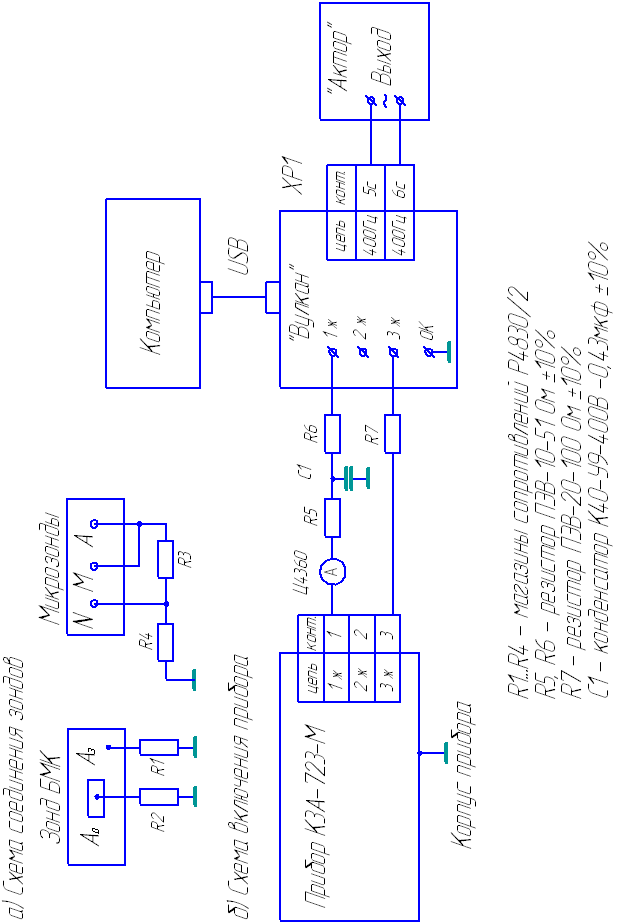 а) Схема соединения зондов
Зонд БМК
A₀
Aэ
R2
R1
Микрозонды
N
M
A
R4
R3
б) Схема включения прибора
Прибор КЗА-723-М
цепь
конт.
1 ж
1
2 ж
2
3 ж
3
Корпус прибора
Ц4360
A
R5
C1
R6
R7
Компьютер
USB
"Вулкан"
1 ж
2 ж
3 ж
ОК
XP1
цепь
конт.
400Гц
5с
400Гц
6с
"Актор"
Выход
~
R1...R4 - магазины сопротивлений Р4830/2
R5, R6 - резистор ПЭВ-10-51 Ом ±10%
R7 - резистор ПЭВ-20-100 Ом ±10%
С1 - конденсатор К40-У9-400В -0,43мкф ±10%